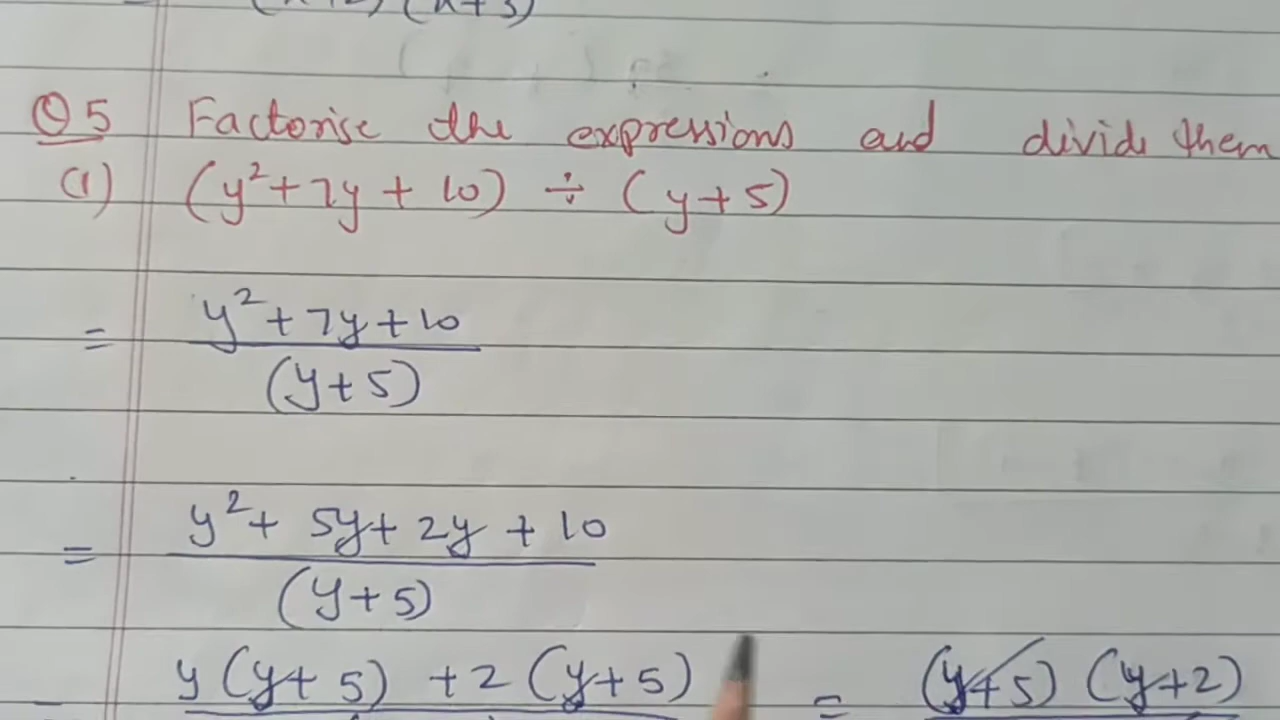 Q5 Factorise the expressions and divide them
(1) (y²+7y+10) ÷ (y+5)
= y²+7y+10
(y+5)
= y²+ 5y+ 2y + 10
(y+5)
y (y+5) +2 (y+5) = (y+5) (y+2)